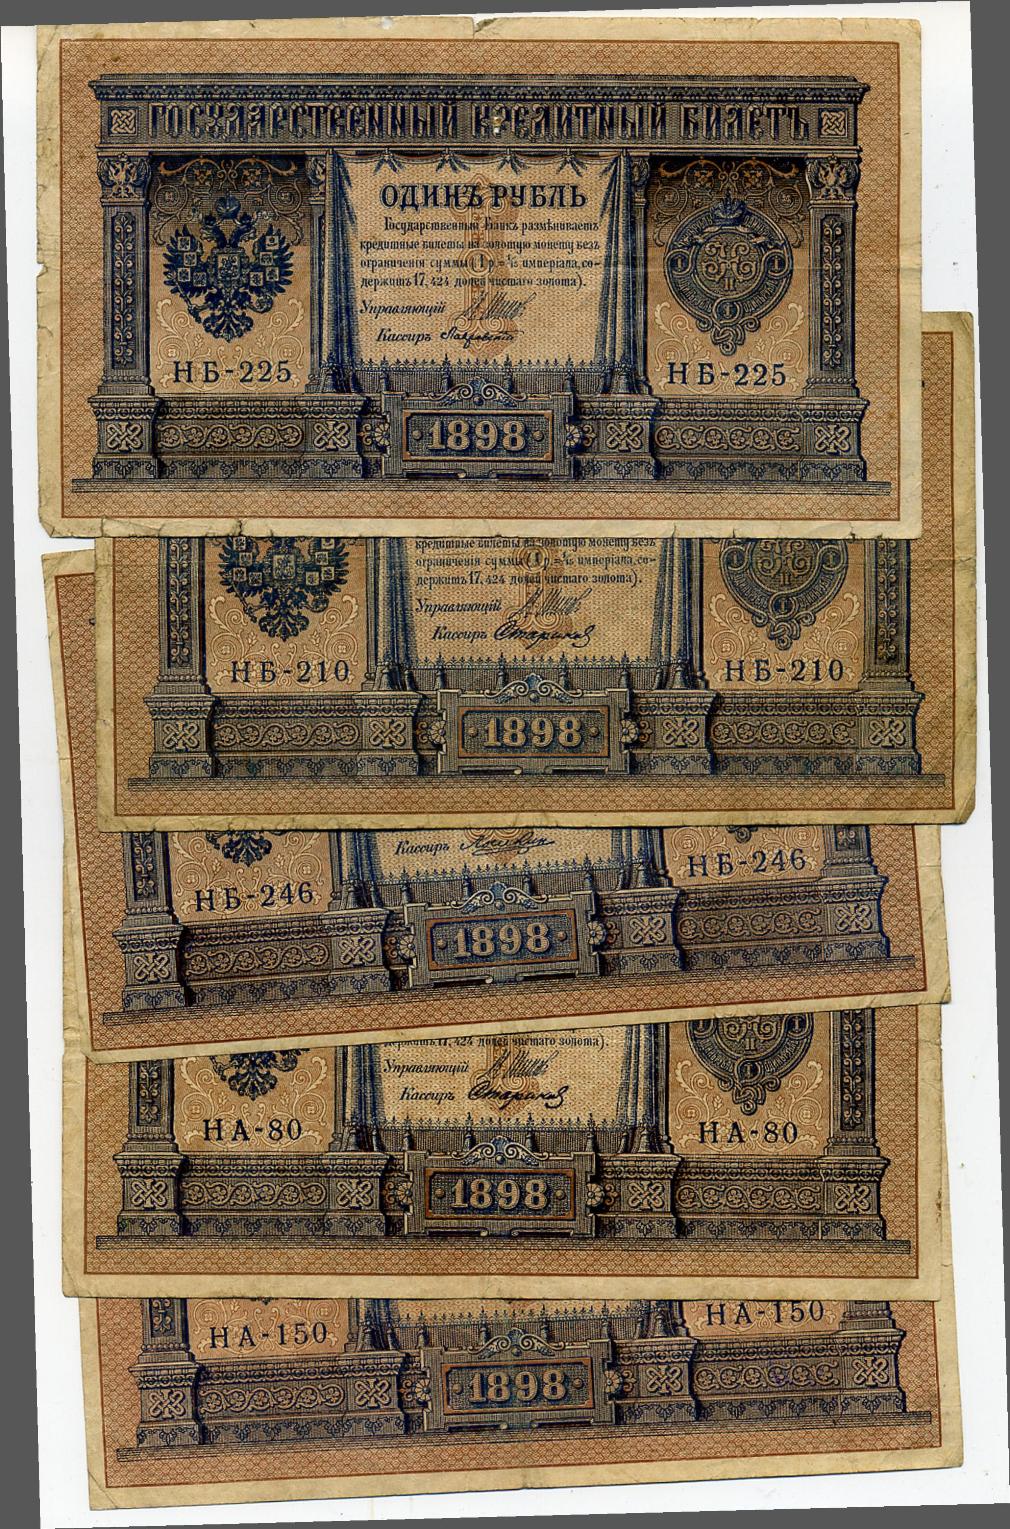 ГОСУДАРСТВЕННЫЙ КРЕДИТНЫЙ БИЛЕТЪ
ОДИНЪ РУБЛЬ
Государственный Банкъ размѣниваетъ
кредитные билеты на золотую монету безъ
ограниченія суммы (1 р. = 1/15 имперіала, со-
держитъ 17,424 долей чистаго золота).
Управляющій
Кассиръ
НБ-225 НБ-225
1898
кредитные билеты на золотую монету безъ
ограниченія суммы (1 р. = 1/15 имперіала, со-
держитъ 17,424 долей чистаго золота).
Управляющій
Кассиръ
НБ-210 НБ-210
1898
Кассиръ
НБ-246 НБ-246
1898
держитъ 17,424 долей чистаго золота).
Управляющій
Кассиръ
НА-80 НА-80
1898
НА-150 НА-150
1898